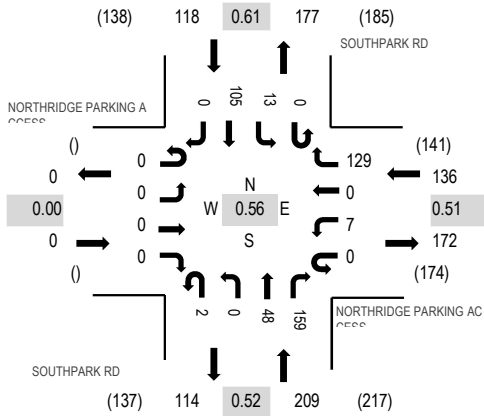 (138) 118 0.61 177 (185)
SOUTHPARK RD
0 105 13 0
NORTHRIDGE PARKING A
CCESS
() 0 129 (141)
0 0 N 0 136
0.00 W 0.56 E 0.51
0 0 S 7 172
() 0 0 (174)
2 0 48 159
NORTHRIDGE PARKING AC
CESS
SOUTHPARK RD
(137) 114 0.52 209 (217)